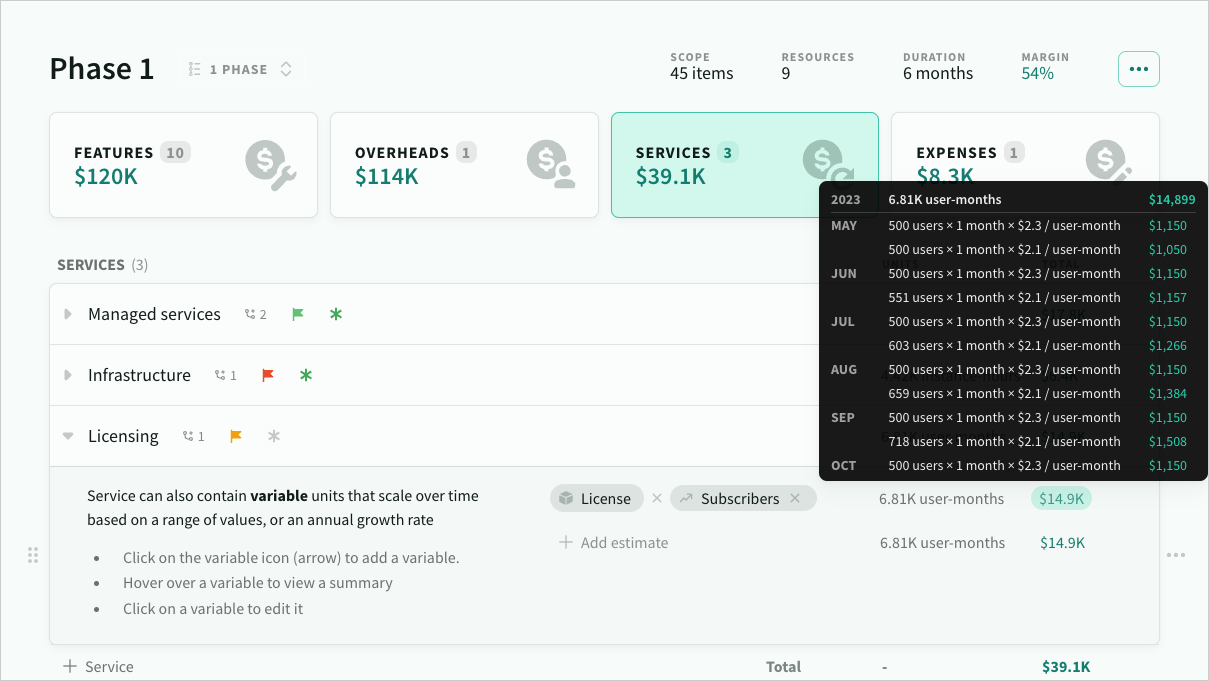 Phase 1
1 PHASE
SCOPE
45 items
RESOURCES
9
DURATION
6 months
MARGIN
54%
FEATURES 10
$120K
OVERHEADS 1
$114K
SERVICES 3
$39.1K
EXPENSES 1
$8.3K
2023 6.81K user-months $14,899
MAY 500 users × 1 month × $2.3 / user-month $1,150
500 users × 1 month × $2.1 / user-month $1,050
JUN 500 users × 1 month × $2.3 / user-month $1,150
551 users × 1 month × $2.1 / user-month $1,157
JUL 500 users × 1 month × $2.3 / user-month $1,150
603 users × 1 month × $2.1 / user-month $1,266
AUG 500 users × 1 month × $2.3 / user-month $1,150
659 users × 1 month × $2.1 / user-month $1,384
SEP 500 users × 1 month × $2.3 / user-month $1,150
718 users × 1 month × $2.1 / user-month $1,508
OCT 500 users × 1 month × $2.3 / user-month $1,150
SERVICES (3)
Managed services 2
Infrastructure 1
Licensing 1
Service can also contain variable units that scale over time
based on a range of values, or an annual growth rate
• Click on the variable icon (arrow) to add a variable.
• Hover over a variable to view a summary
• Click on a variable to edit it
License × Subscribers × 6.81K user-months $14.9K
+ Add estimate 6.81K user-months $14.9K
+ Service Total - $39.1K